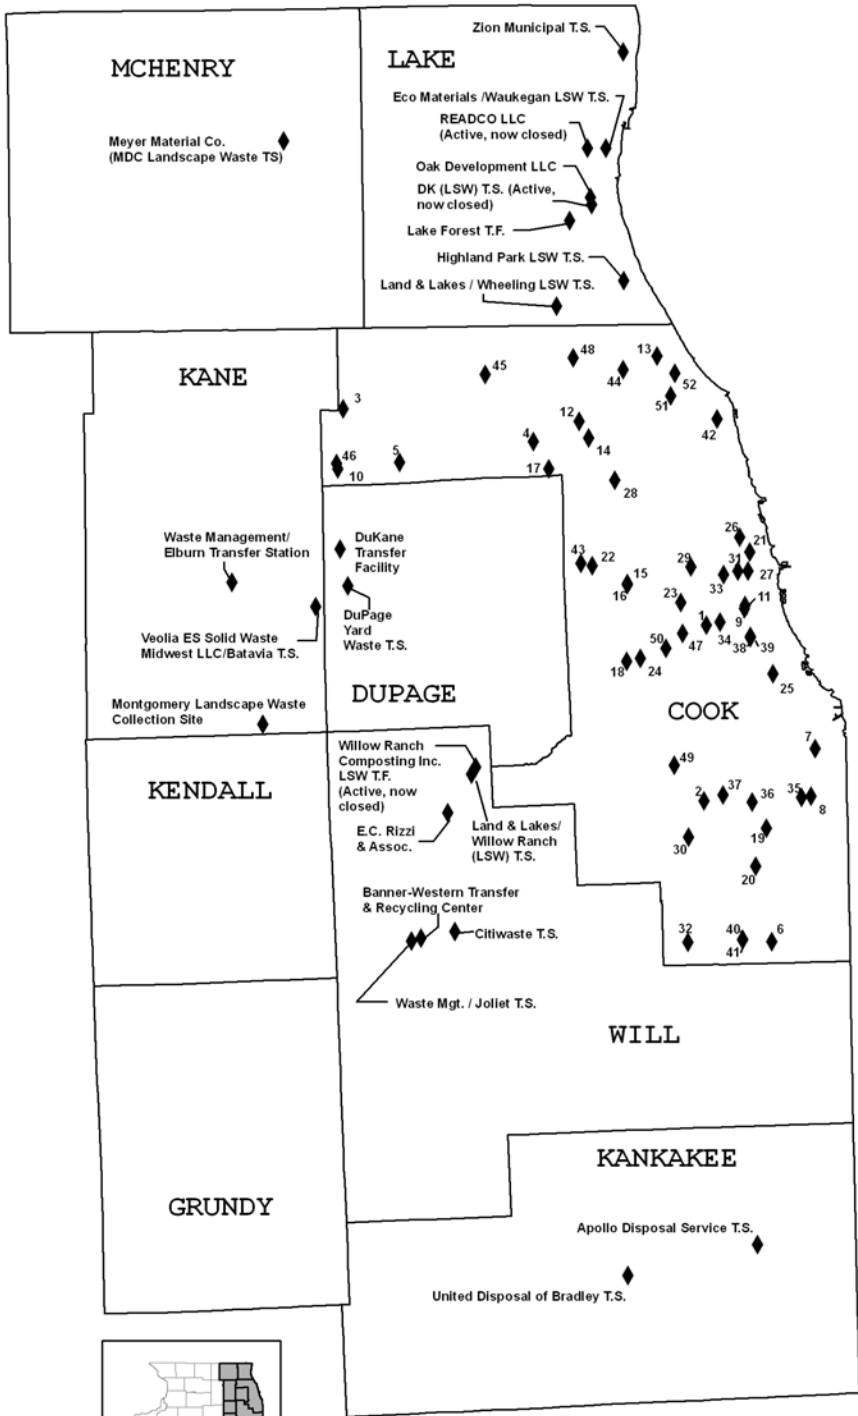 Zion Municipal T.S.
LAKE
MCHENRY
Eco Materials /Waukegan LSW T.S.
READCO LLC
(Active, now closed)
Meyer Material Co.
(MDC Landscape Waste TS)
Oak Development LLC
DK (LSW) T.S. (Active,
now closed)
Lake Forest T.F.
Highland Park LSW T.S.
Land & Lakes / Wheeling LSW T.S.
48
13
45
44
52
KANE
3
51
12
42
4
14
46
5
10
17
28
Waste Management/
Elburn Transfer Station
DuKane
Transfer
Facility
26
21
43
22
29
31
15
27
16
33
DuPage
Yard
Waste T.S.
23
11
1
9
Veolia ES Solid Waste
Midwest LLC/Batavia T.S.
50
47
34
38
39
18
24
25
Montgomery Landscape Waste
Collection Site
DUPAGE
COOK
7
Willow Ranch
Composting Inc.
LSW T.F.
(Active, now
closed)
49
KENDALL
2
37
36
35
8
E.C. Rizzi
& Assoc.
Land & Lakes/
Willow Ranch
(LSW) T.S.
30
19
20
Banner-Western Transfer
& Recycling Center
Citiwaste T.S.
32
40
41
6
Waste Mgt. / Joliet T.S.
WILL
KANKAKEE
GRUNDY
Apollo Disposal Service T.S.
United Disposal of Bradley T.S.